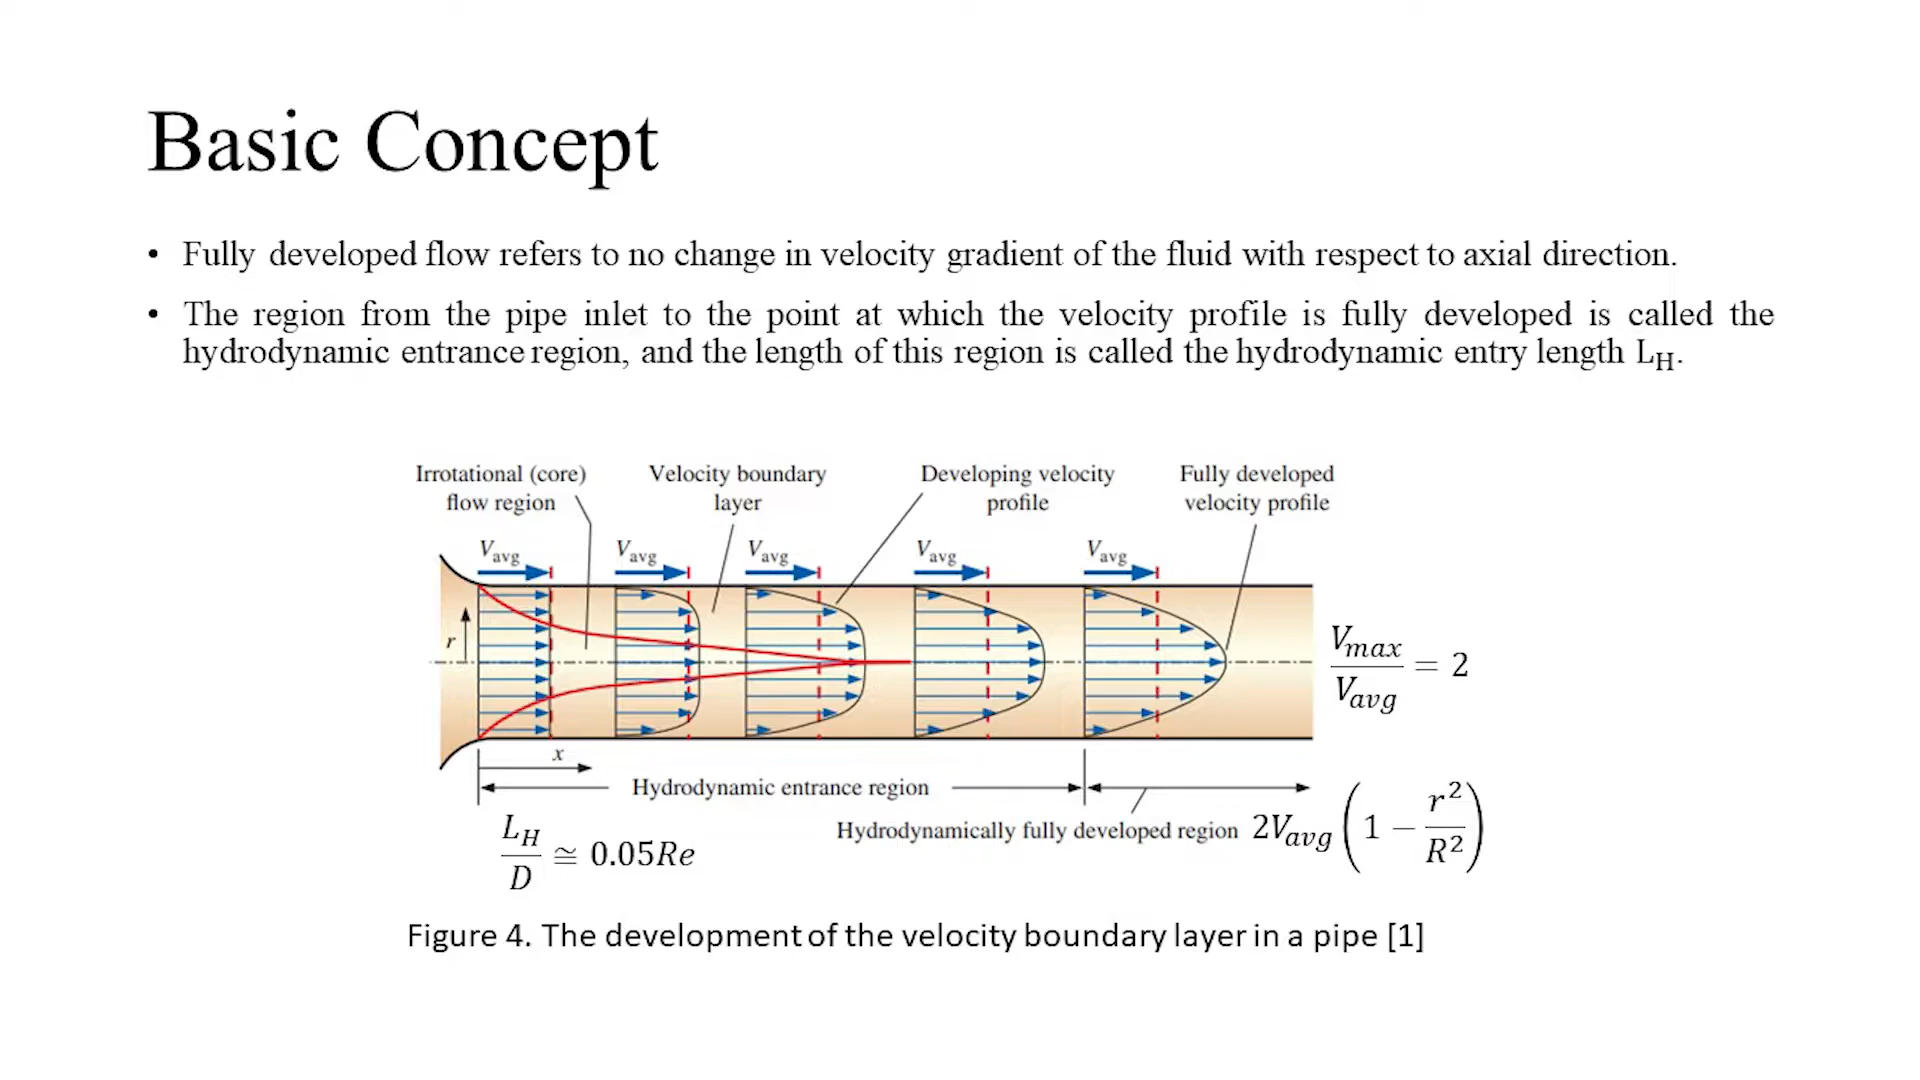 Basic Concept
• Fully developed flow refers to no change in velocity gradient of the fluid with respect to axial direction.
• The region from the pipe inlet to the point at which the velocity profile is fully developed is called the
hydrodynamic entrance region, and the length of this region is called the hydrodynamic entry length L_H.
Irrotational (core)
flow region
Velocity boundary
layer
Developing velocity
profile
Fully developed
velocity profile
V_avg
V_avg
V_avg
V_avg
V_avg
r
V_max/V_avg = 2
x
Hydrodynamic entrance region
Hydrodynamically fully developed region
2V_avg(1 − r²/R²)
L_H/D ≅ 0.05Re
Figure 4. The development of the velocity boundary layer in a pipe [1]